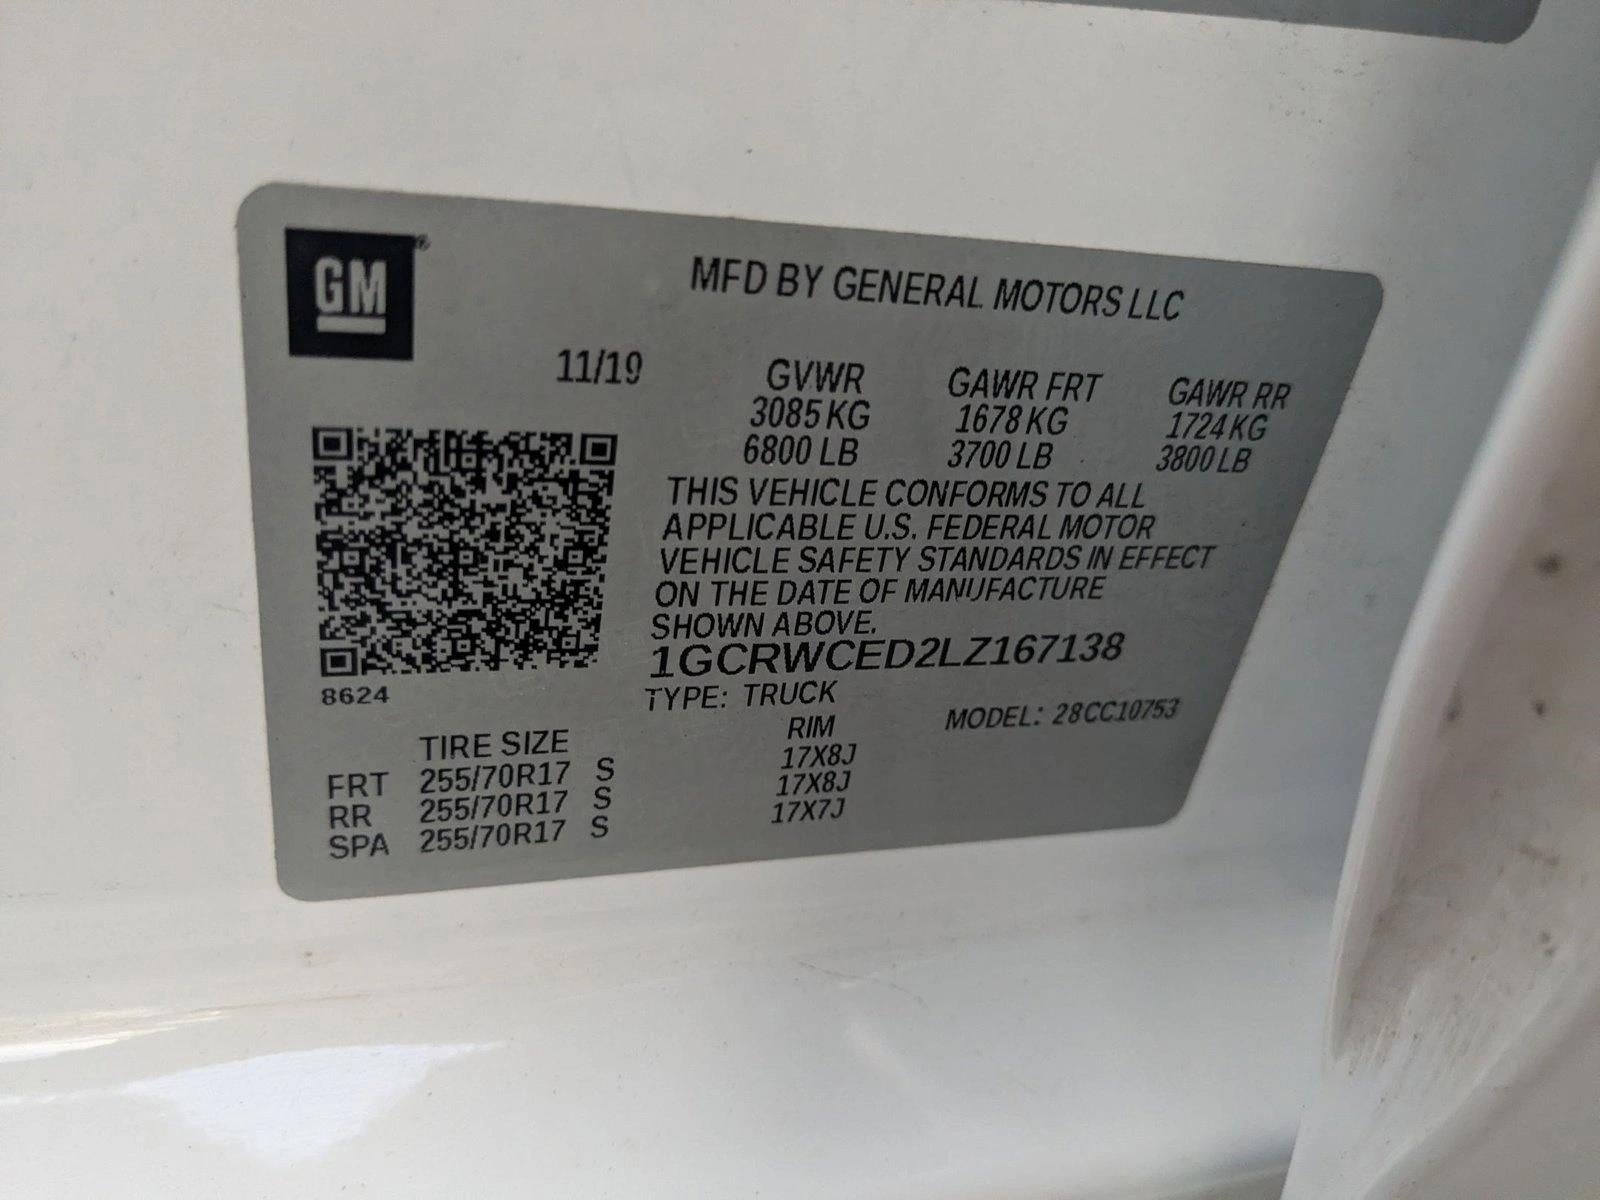 GM®
MFD BY GENERAL MOTORS LLC
11/19
GVWR GAWR FRT GAWR RR
3085 KG 1678 KG 1724 KG
6800 LB 3700 LB 3800 LB
THIS VEHICLE CONFORMS TO ALL
APPLICABLE U.S. FEDERAL MOTOR
VEHICLE SAFETY STANDARDS IN EFFECT
ON THE DATE OF MANUFACTURE
SHOWN ABOVE.
1GCRWCED2LZ167138
8624
TYPE: TRUCK MODEL: 28CC10753
TIRE SIZE RIM
FRT 255/70R17 S 17X8J
RR 255/70R17 S 17X8J
SPA 255/70R17 S 17X7J